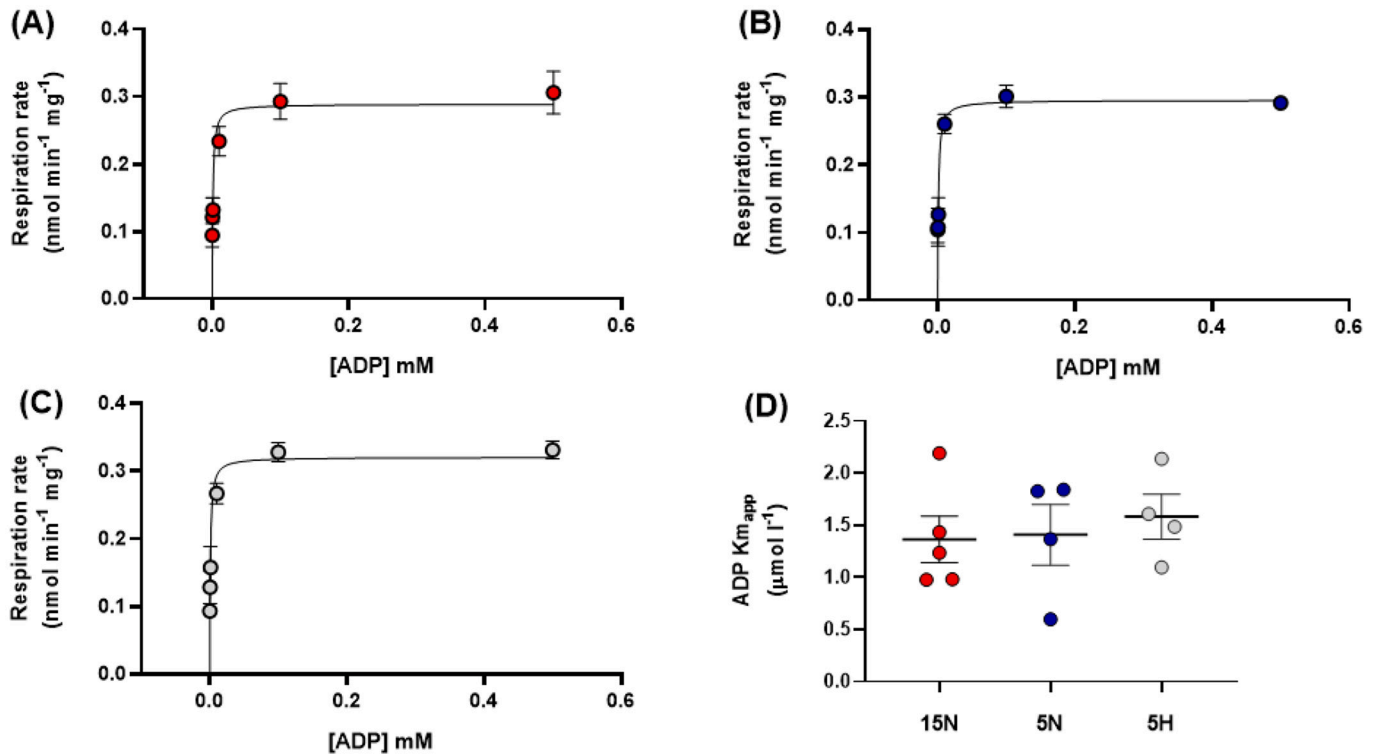 (A)
0.4
0.3
0.2
0.1
0.0
Respiration rate
(nmol min⁻¹ mg⁻¹)
0.0 0.2 0.4 0.6
[ADP] mM
(B)
0.4
0.3
0.2
0.1
0.0
Respiration rate
(nmol min⁻¹ mg⁻¹)
0.0 0.2 0.4 0.6
[ADP] mM
(C)
0.4
0.3
0.2
0.1
0.0
Respiration rate
(nmol min⁻¹ mg⁻¹)
0.0 0.2 0.4 0.6
[ADP] mM
(D)
2.5
2.0
1.5
1.0
0.5
0.0
ADP Kmₐₚₚ
(μmol l⁻¹)
15N 5N 5H